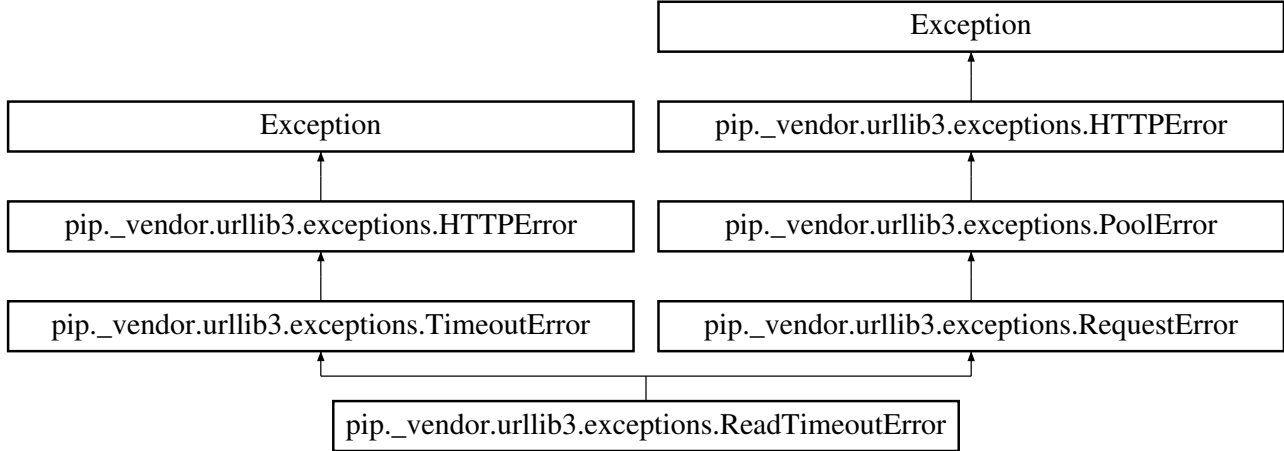 Exception
Exception
pip._vendor.urllib3.exceptions.HTTPError
pip._vendor.urllib3.exceptions.HTTPError
pip._vendor.urllib3.exceptions.PoolError
pip._vendor.urllib3.exceptions.TimeoutError
pip._vendor.urllib3.exceptions.RequestError
pip._vendor.urllib3.exceptions.ReadTimeoutError